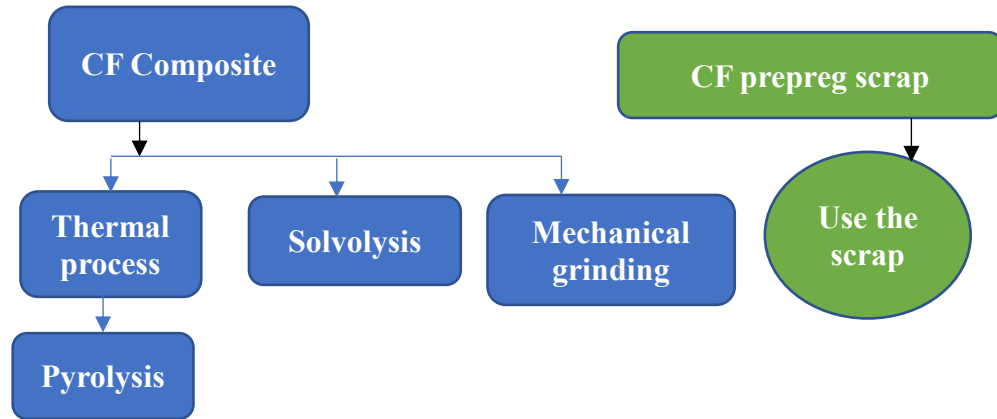 CF Composite
CF prepreg scrap
Thermal
process
Solvolysis
Mechanical
grinding
Use the
scrap
Pyrolysis